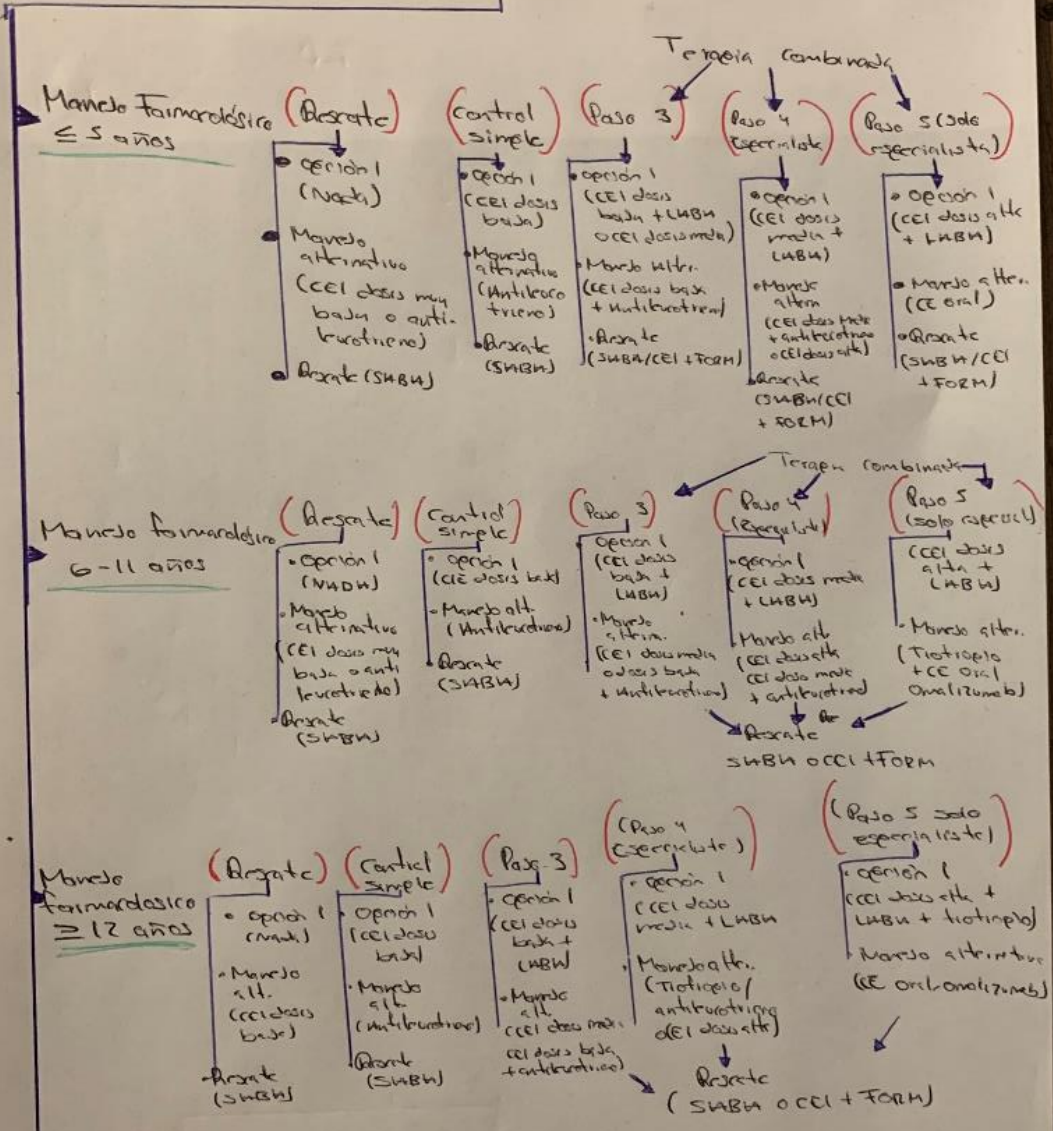 Terapia combinada
Manejo Farmacológico
≤ 5 años
(Rescate)
• opción 1
(Nada)
• Manejo
alternativo
(CEI dosis muy
baja o anti-
leucotrieno)
• Rescate (SABA)
(Control
simple)
• opción 1
(CEI dosis
baja)
• Manejo
alternativo
(Antileuco
trieno)
• Rescate
(SABA)
(Paso 3)
• opción 1
(CEI dosis
baja + LABA
o CEI dosis media)
• Manejo alter.
(CEI dosis baja
+ Antileucotrieno)
• Rescate
(SABA/CEI + FORM)
(Paso 4
especialista)
• opción 1
(CEI dosis
media +
LABA)
• Manejo
altern
(CEI dosis media
+ antileucotrieno
o CEI dosis alta)
• Rescate
(SABA/CEI
+ FORM)
(Paso 5 (solo
especialista)
• opción 1
(CEI dosis alta
+ LABA)
• Manejo alter.
(CE oral)
• Rescate
(SABA/CEI
+ FORM)
Terapia combinada
Manejo farmacológico
6-11 años
(Rescate)
• opción 1
(NADA)
• Manejo
alternativo
(CEI dosis muy
baja o anti
leucotrieno)
• Rescate
(SABA)
(Control
simple)
• opción 1
(CIE dosis baja)
• Manejo alt.
(Antileucotrieno)
• Rescate
(SABA)
(Paso 3)
opción 1
(CEI dosis
baja +
LABA)
• Manejo
altern.
(CEI dosis media
o dosis baja
+ Antileucotrieno)
(Paso 4
(especialista)
• opción 1
(CEI dosis media
+ LABA)
Manejo alt
(CEI dosis alta
CEI dosis media
+ antileucotrieno)
(Paso 5
(solo especial)
(CEI dosis
alta +
LABA)
• Manejo alter.
(Tiotropio
+ CE oral
Omalizumab)
Rescate
SABA o CEI + FORM
Manejo
farmacológico
≥ 12 años
(Rescate)
• opción 1
(Nada)
• Manejo
alt.
(CEI dosis
baja)
• Rescate
(SABA)
(Control
simple)
• opción 1
(CEI dosis
baja)
• Manejo
alt.
(Antileucotrieno)
Rescate
(SABA)
(Paso 3)
• opción 1
(CEI dosis
baja +
LABA)
• Manejo
alt.
(CEI dosis media
CEI dosis baja
+ antileucotrieno)
(Paso 4
especialista)
• opción 1
(CEI dosis
media + LABA
• Manejo alter.
(Tiotropio/
antileucotrieno
o CEI dosis alta)
(Paso 5 solo
especialista)
• opción 1
(CEI dosis alta +
LABA + tiotropio)
• Manejo alternativo
(CE oral-omalizumab)
Rescate
(SABA o CEI + FORM)